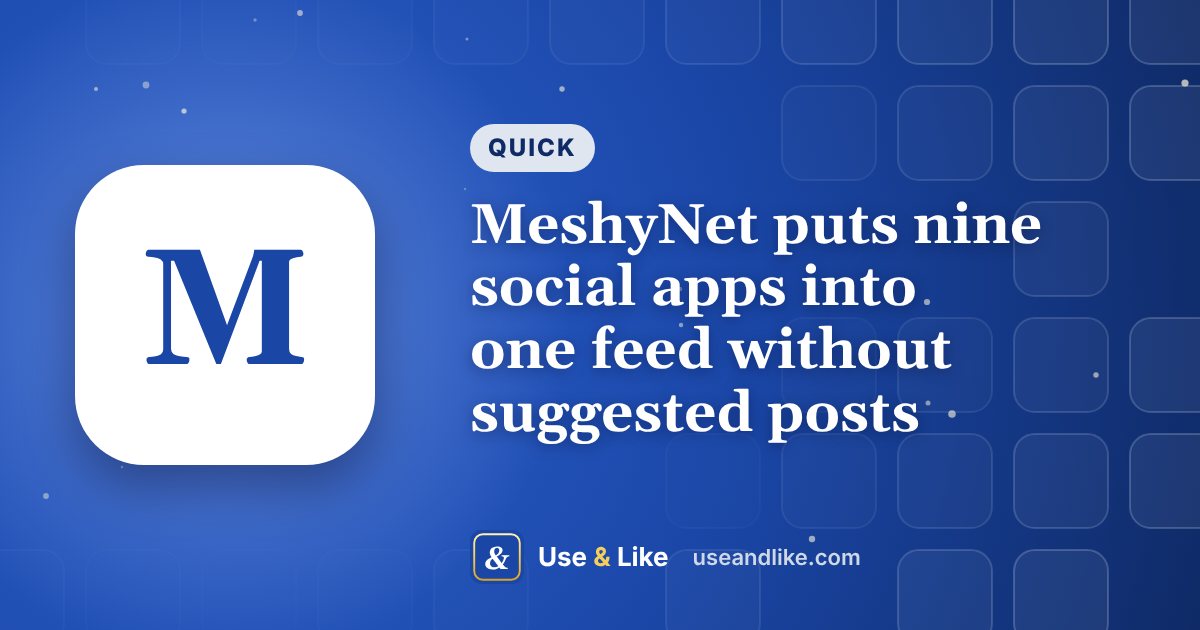 M
QUICK
MeshyNet puts nine
social apps into
one feed without
suggested posts
& Use & Like useandlike.com